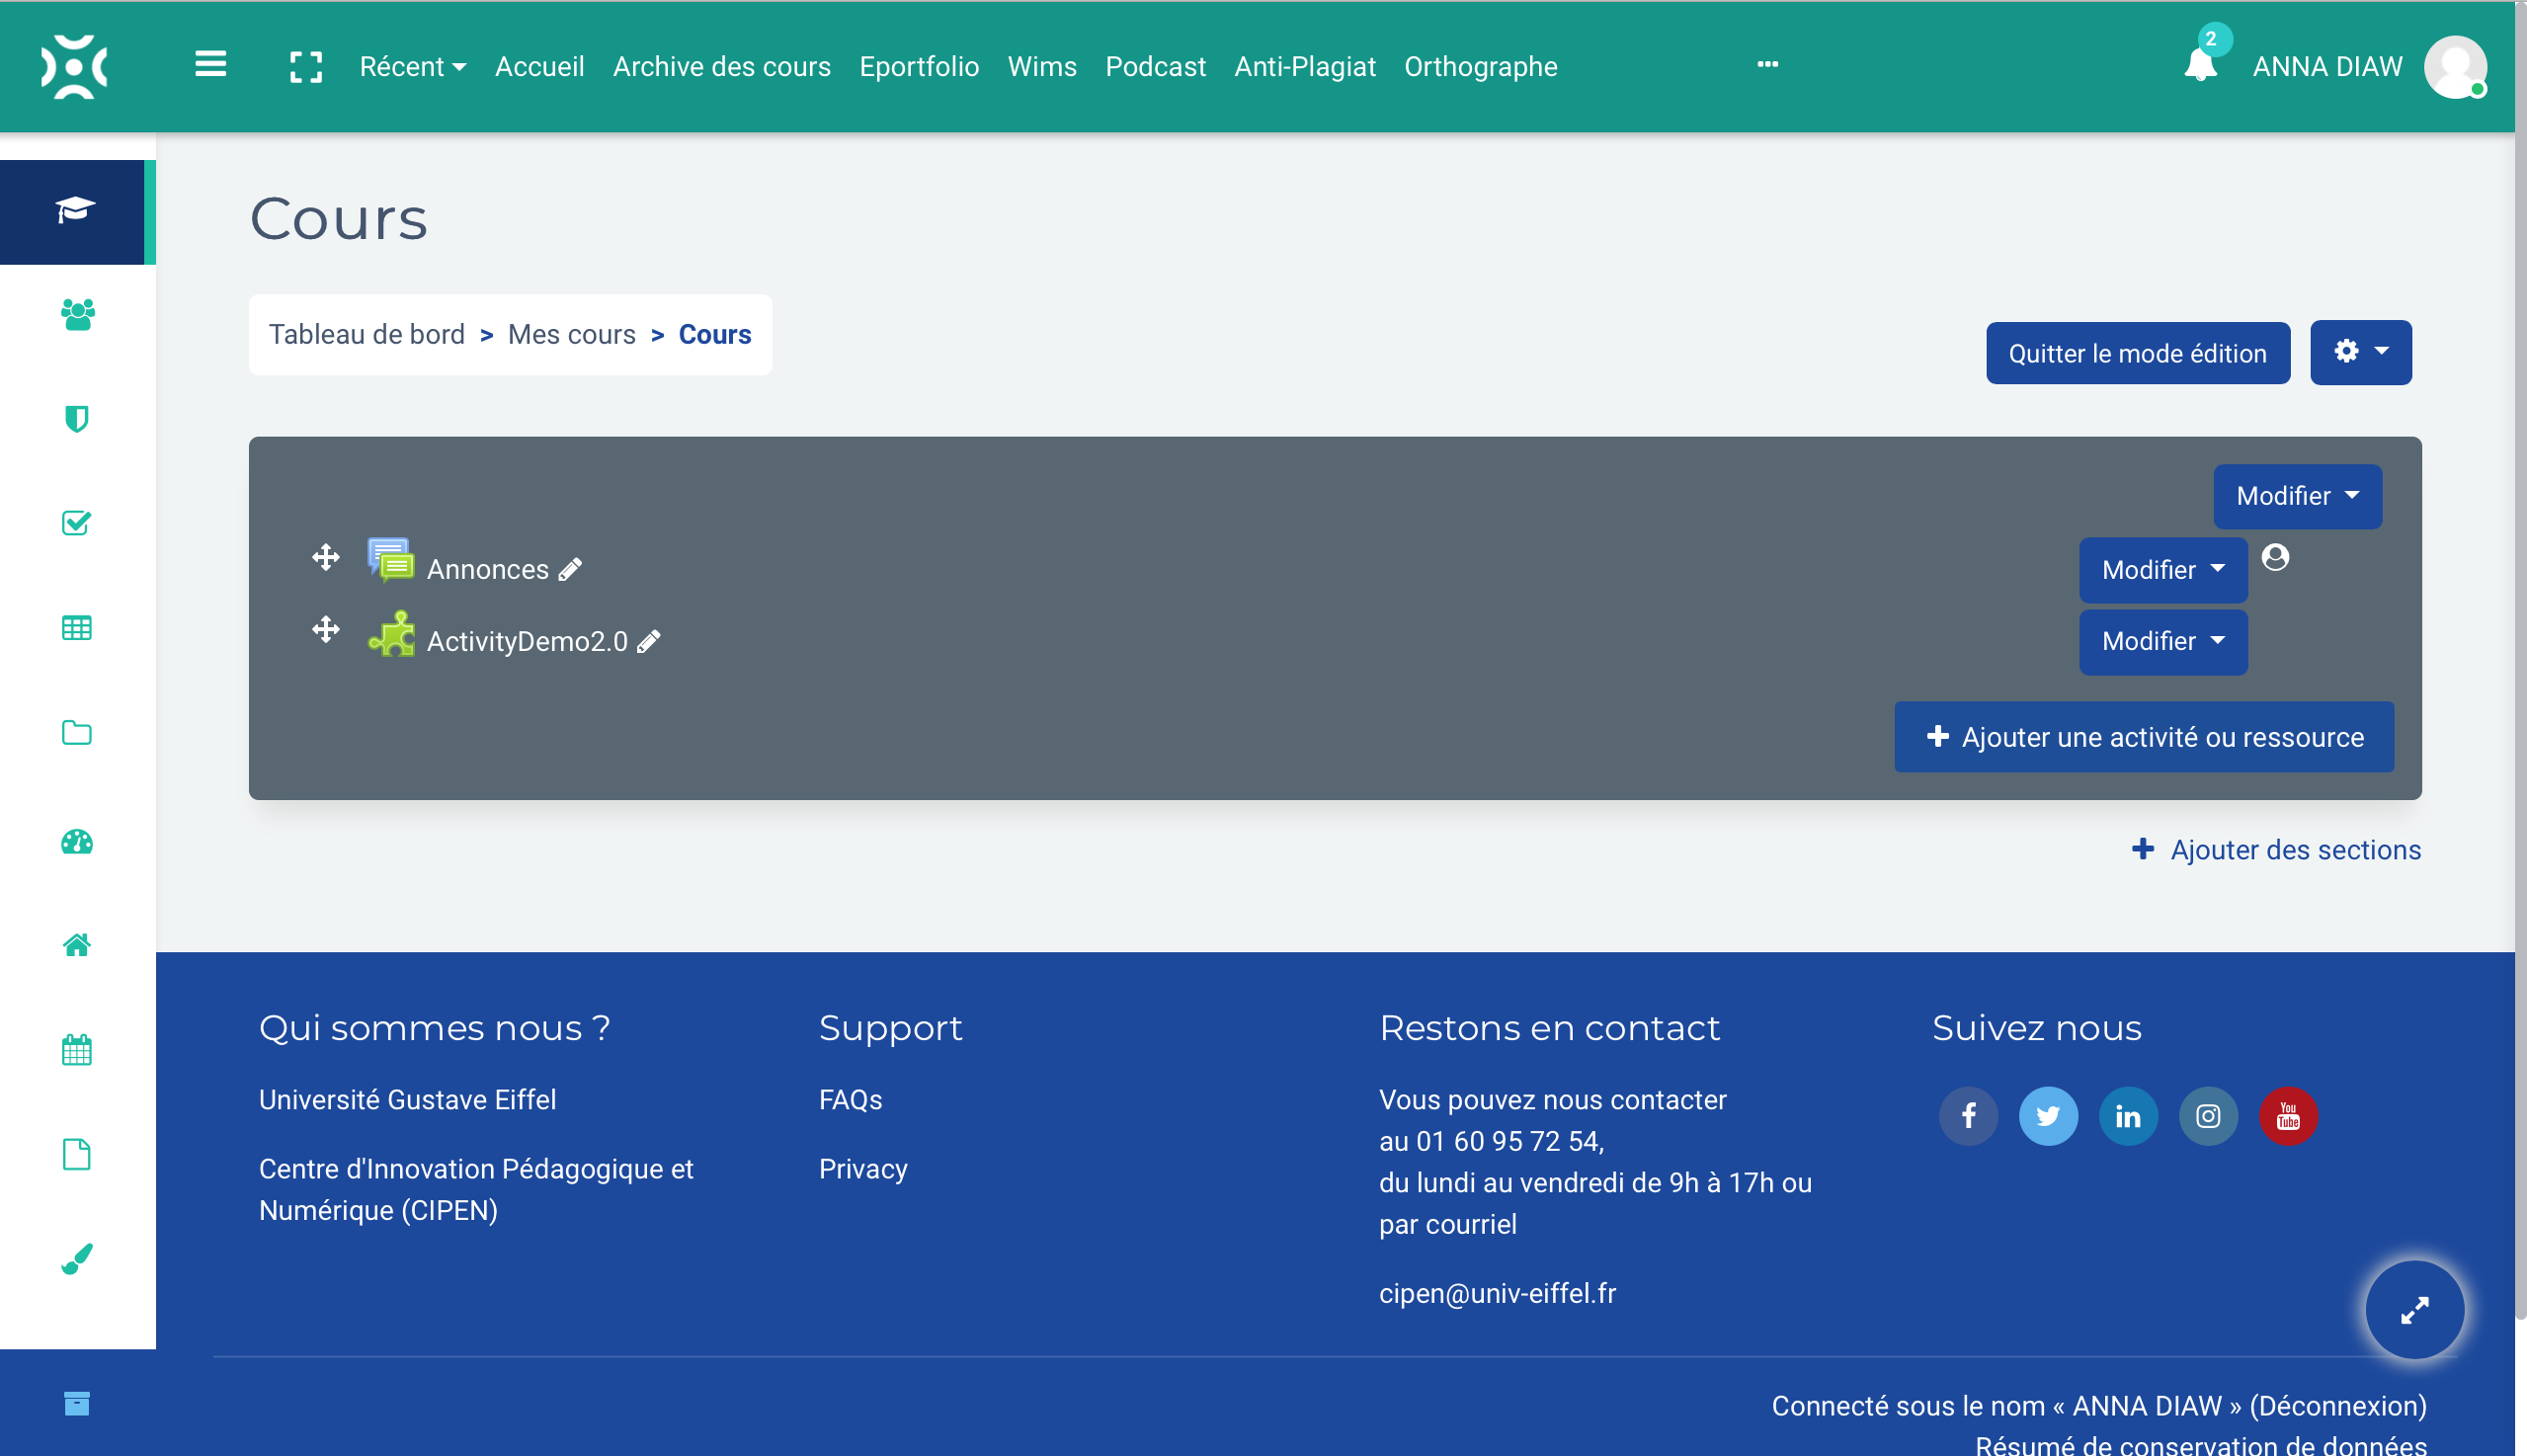 Récent
Accueil
Archive des cours
Eportfolio
Wims
Podcast
Anti-Plagiat
Orthographe
2
ANNA DIAW
Cours
Tableau de bord > Mes cours > Cours
Quitter le mode édition
Modifier
Annonces
Modifier
ActivityDemo2.0
Modifier
Ajouter une activité ou ressource
Ajouter des sections
Qui sommes nous ?
Université Gustave Eiffel
Centre d'Innovation Pédagogique et
Numérique (CIPEN)
Support
FAQs
Privacy
Restons en contact
Vous pouvez nous contacter
au 01 60 95 72 54,
du lundi au vendredi de 9h à 17h ou
par courriel
cipen@univ-eiffel.fr
Suivez nous
You
Tube
Connecté sous le nom « ANNA DIAW » (Déconnexion)
Résumé de conservation de données